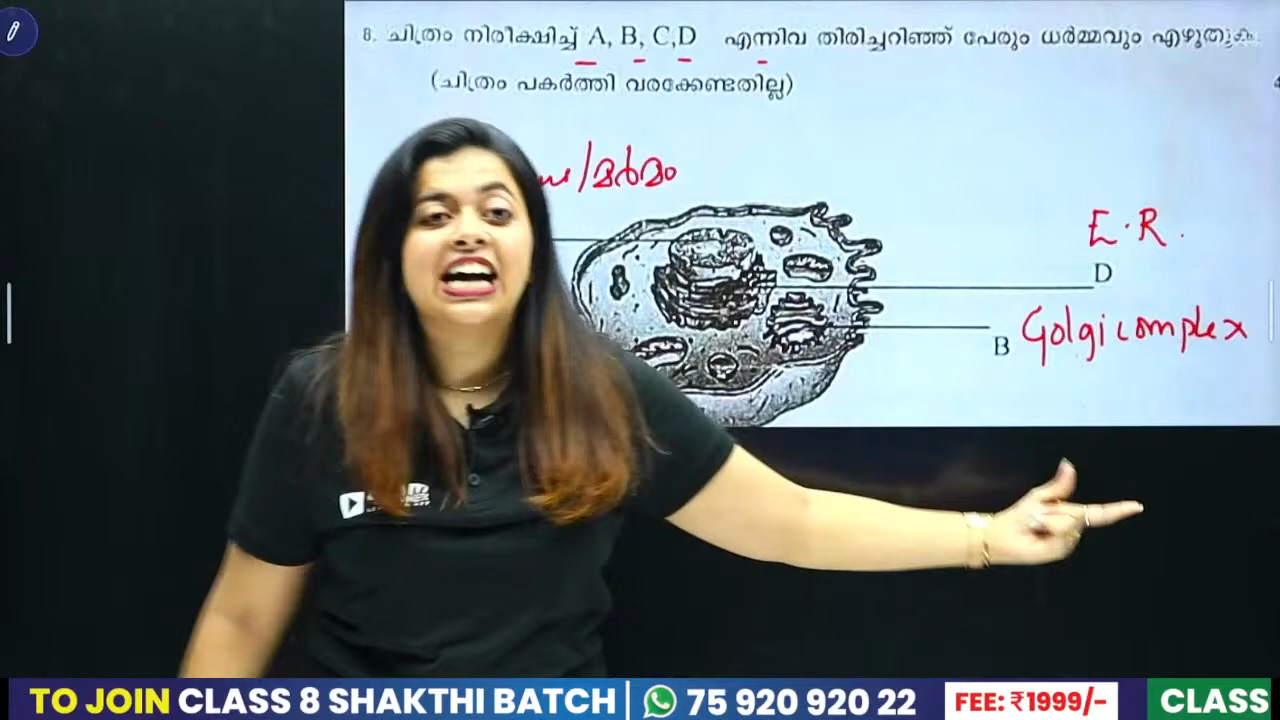 8. ചിത്രം നിരീക്ഷിച്ച് A, B, C,D എന്നിവ തിരിച്ചറിഞ്ഞ് പേരും ധർമ്മവും എഴുതുക.
(ചിത്രം പകർത്തി വരക്കേണ്ടതില്ല)
/മർമം
E.R.
D
B Golgi complex
TO JOIN CLASS 8 SHAKTHI BATCH | 75 920 920 22 FEE: ₹1999/- CLASS